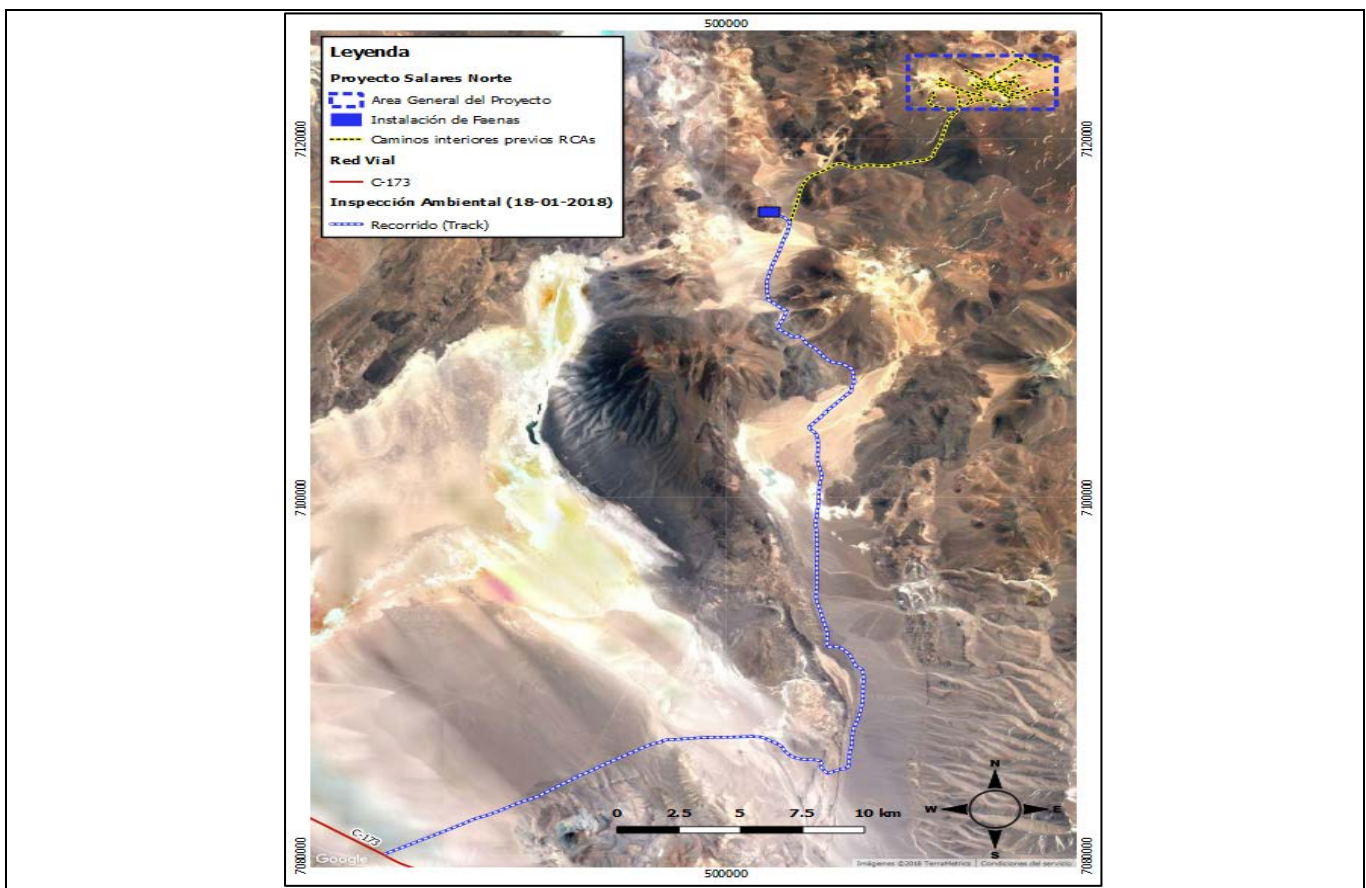 500000
Leyenda
Proyecto Salares Norte
Area General del Proyecto
Instalación de Faenas
Caminos interiores previos RCAs
Red Vial
C-173
Inspección Ambiental (18-01-2018)
Recorrido (Track)
7120000
7120000
7100000
7100000
N
W
E
S
0 2.5 5 7.5 10 km
C-173
7080000
7080000
Google
Imágenes ©2018 TerraMetrics | Condiciones del servicio
500000